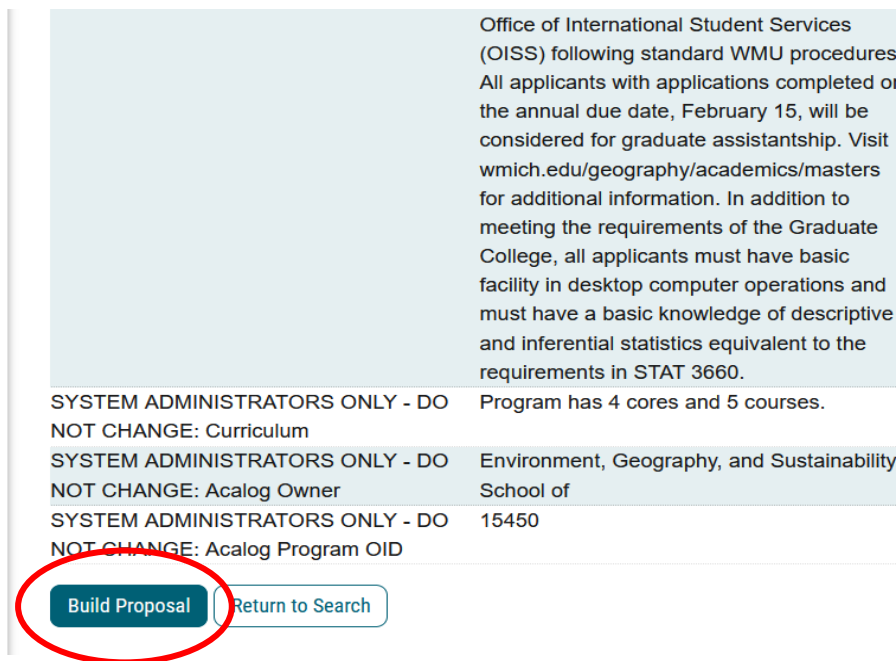 Office of International Student Services
(OISS) following standard WMU procedures
All applicants with applications completed
the annual due date, February 15, will be
considered for graduate assistantship. Visit
wmich.edu/geography/academics/masters
for additional information. In addition to
meeting the requirements of the Graduate
College, all applicants must have basic
facility in desktop computer operations and
must have a basic knowledge of descriptive
and inferential statistics equivalent to the
requirements in STAT 3660.
SYSTEM ADMINISTRATORS ONLY - DO
NOT CHANGE: Curriculum
Program has 4 cores and 5 courses.
SYSTEM ADMINISTRATORS ONLY - DO
NOT CHANGE: Acalog Owner
Environment, Geography, and Sustainability
School of
SYSTEM ADMINISTRATORS ONLY - DO
NOT CHANGE: Acalog Program OID
15450
Build Proposal
Return to Search